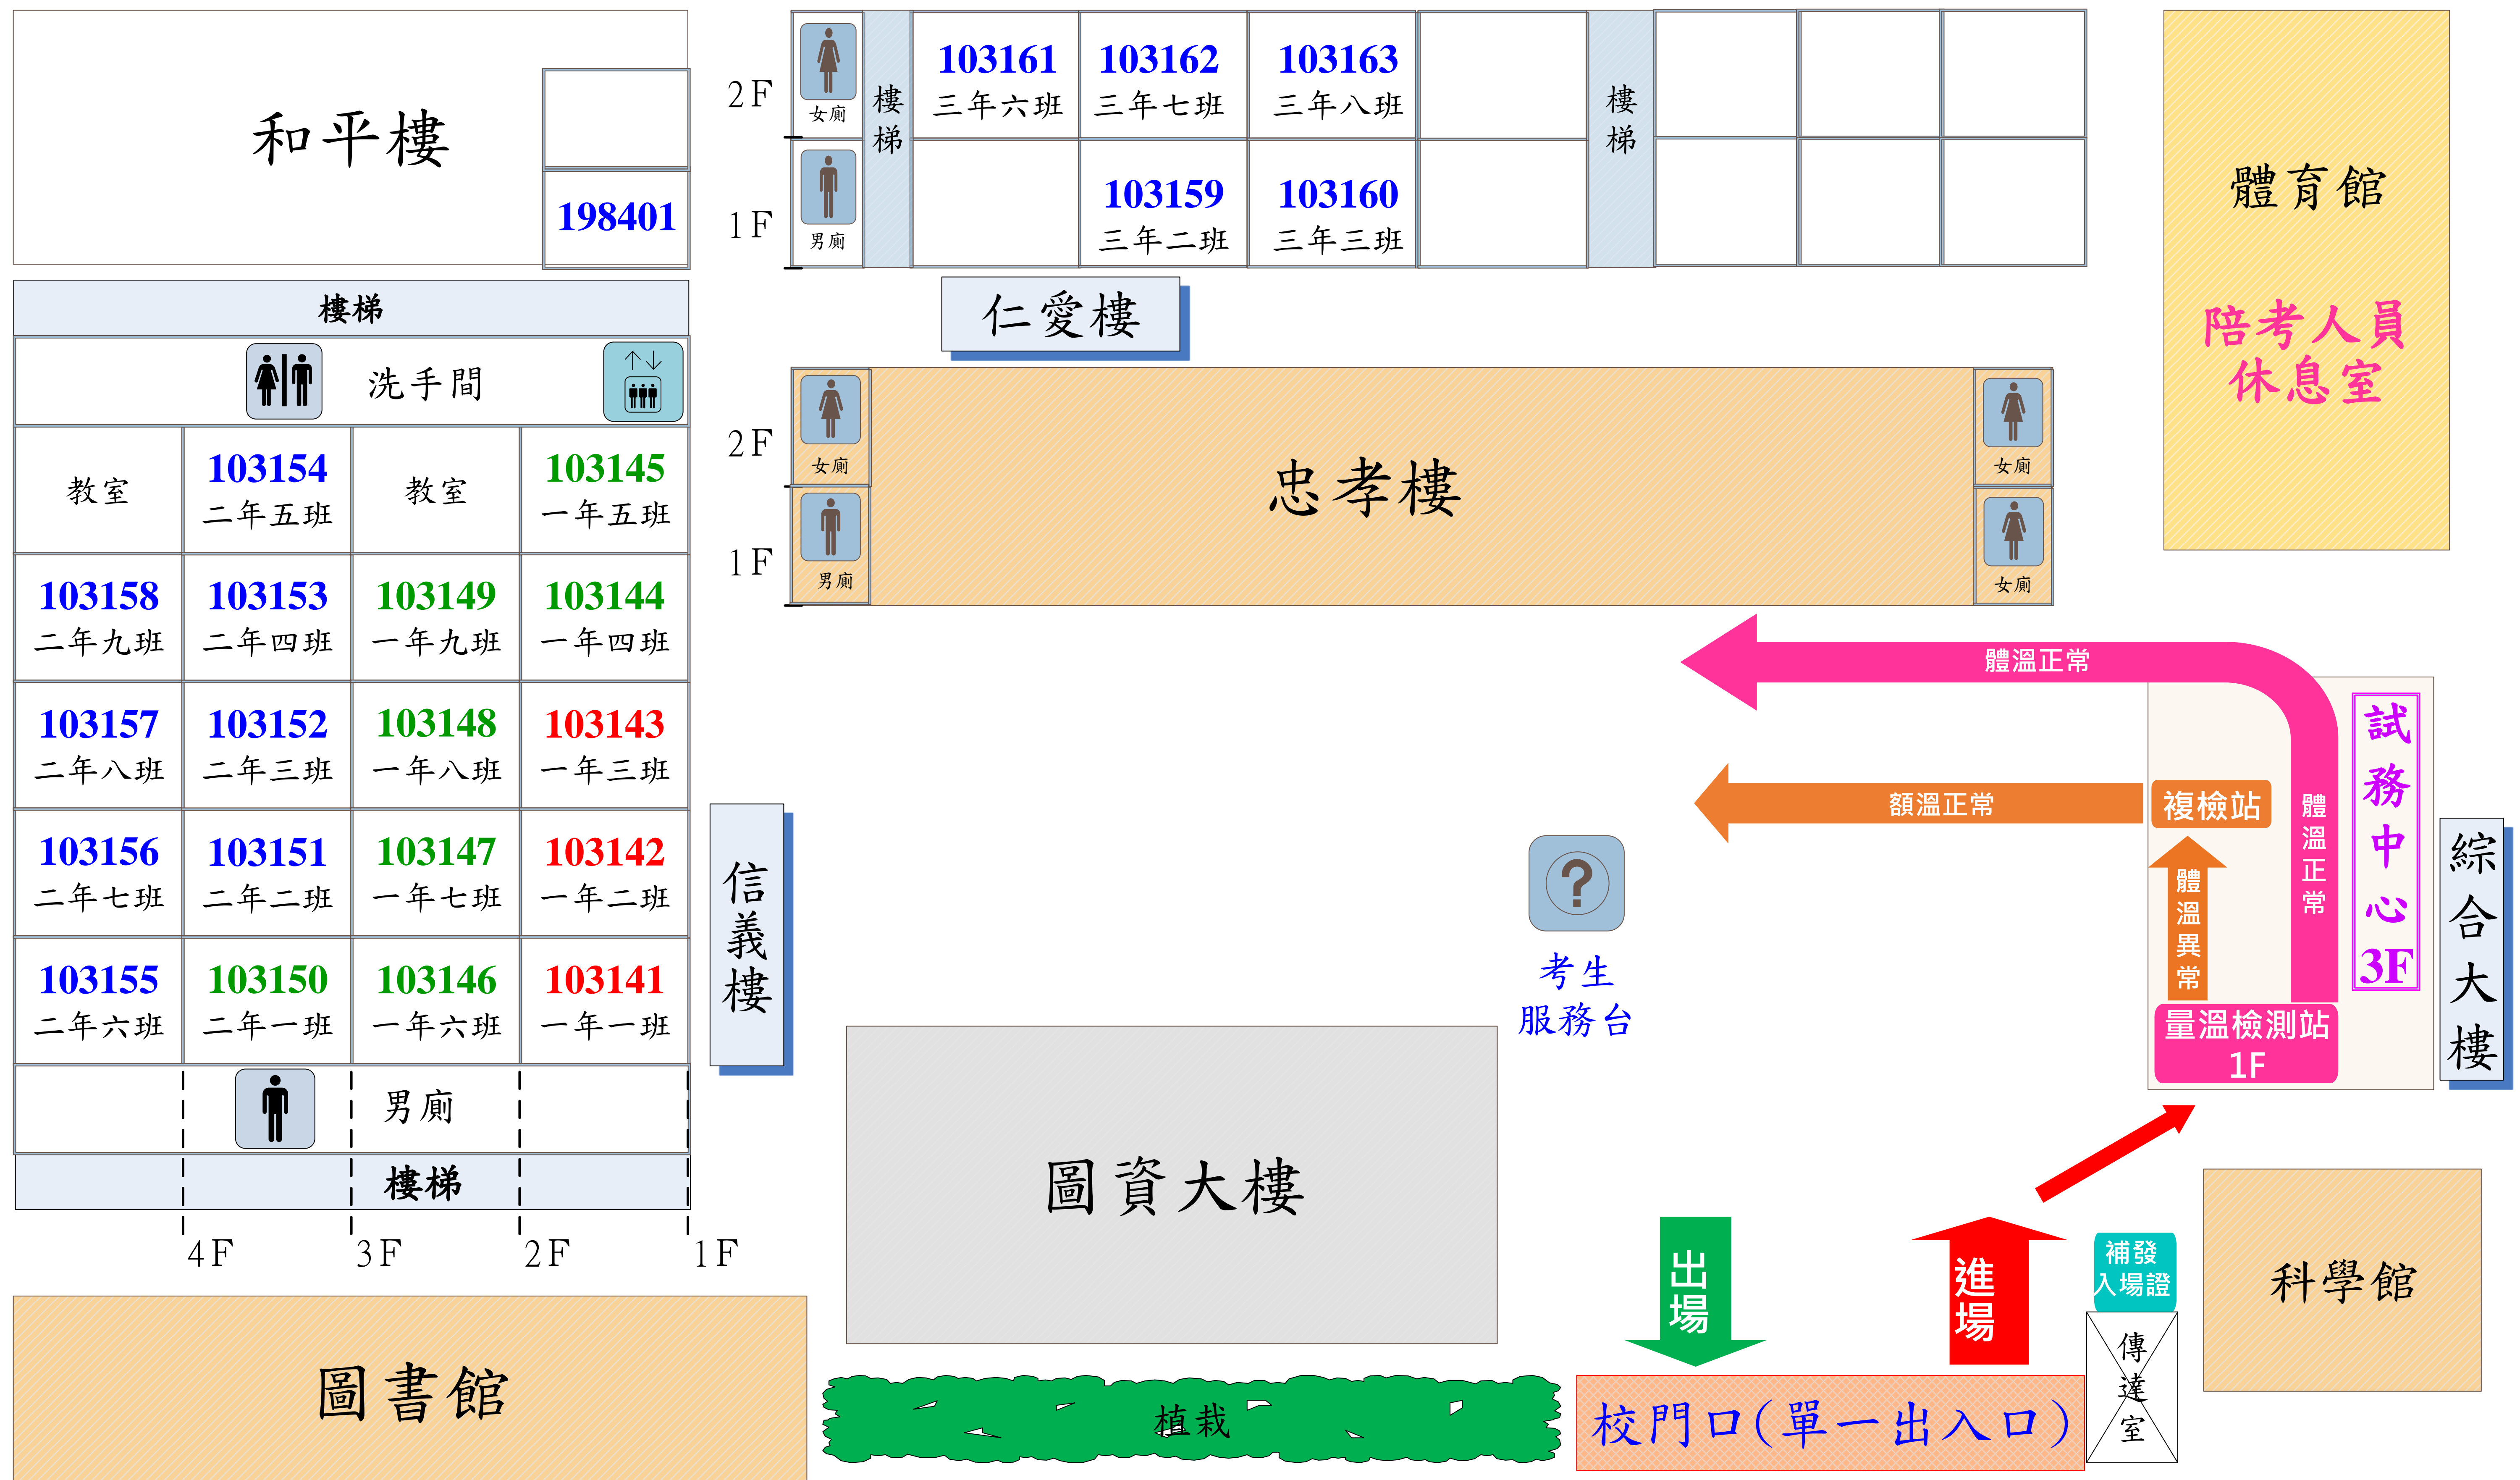 和平樓
198401
樓梯
洗手間
教室
103154
二年五班
教室
103145
一年五班
103158
二年九班
103153
二年四班
103149
一年九班
103144
一年四班
103157
二年八班
103152
二年三班
103148
一年八班
103143
一年三班
103156
二年七班
103151
二年二班
103147
一年七班
103142
一年二班
103155
二年六班
103150
二年一班
103146
一年六班
103141
一年一班
男廁
樓梯
4F
3F
2F
1F
信義樓
圖書館
2F
女廁
樓梯
103161
三年六班
103162
三年七班
103163
三年八班
樓梯
1F
男廁
103159
三年二班
103160
三年三班
仁愛樓
2F
女廁
1F
男廁
忠孝樓
女廁
女廁
體育館
陪考人員
休息室
體溫正常
體溫正常
額溫正常
複檢站
體溫異常
試務中心3F
綜合大樓
量溫檢測站
1F
?
考生
服務台
圖資大樓
出場
進場
補發
入場證
傳達室
科學館
植栽
校門口(單一出入口)